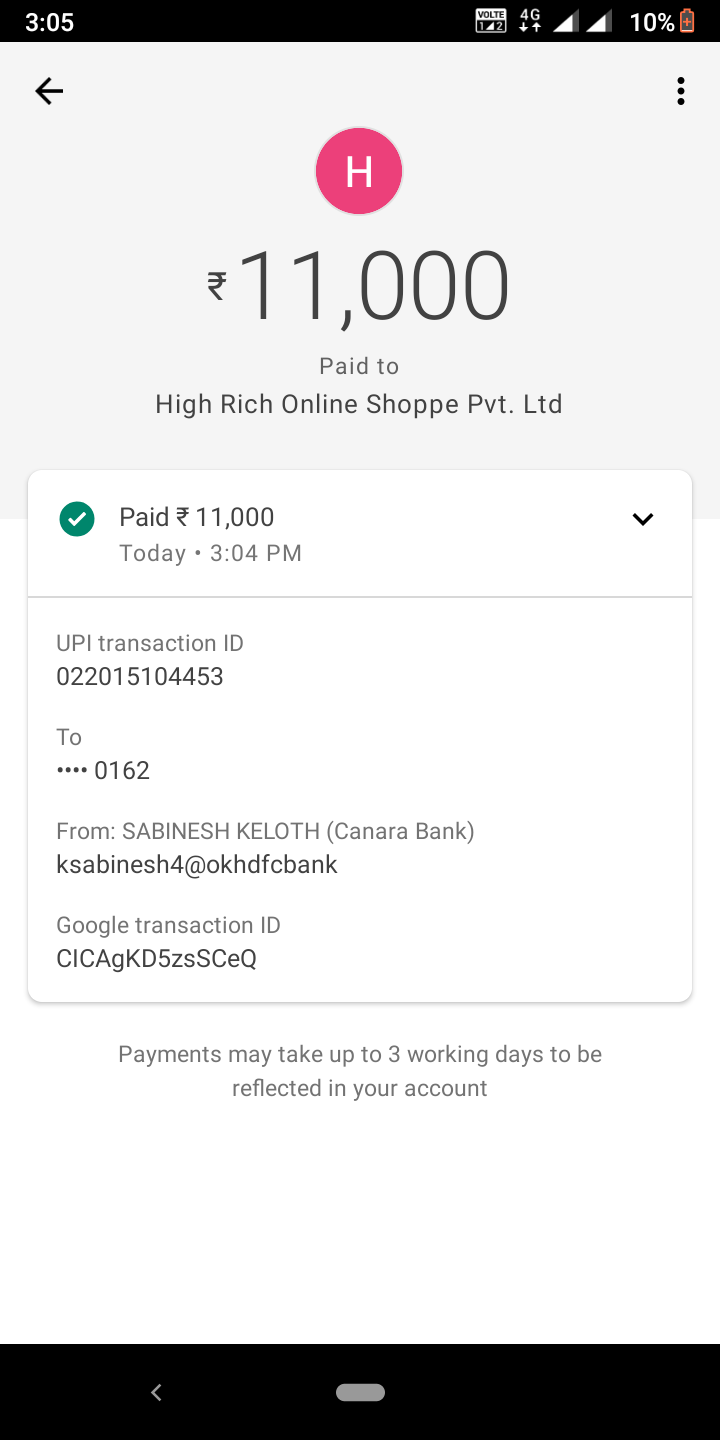 3:05
VOLTE
1 2
4G
10%
H
₹11,000
Paid to
High Rich Online Shoppe Pvt. Ltd
Paid ₹ 11,000
Today • 3:04 PM
UPI transaction ID
022015104453
To
•••• 0162
From: SABINESH KELOTH (Canara Bank)
ksabinesh4@okhdfcbank
Google transaction ID
CICAgKD5zsSCeQ
Payments may take up to 3 working days to be
reflected in your account